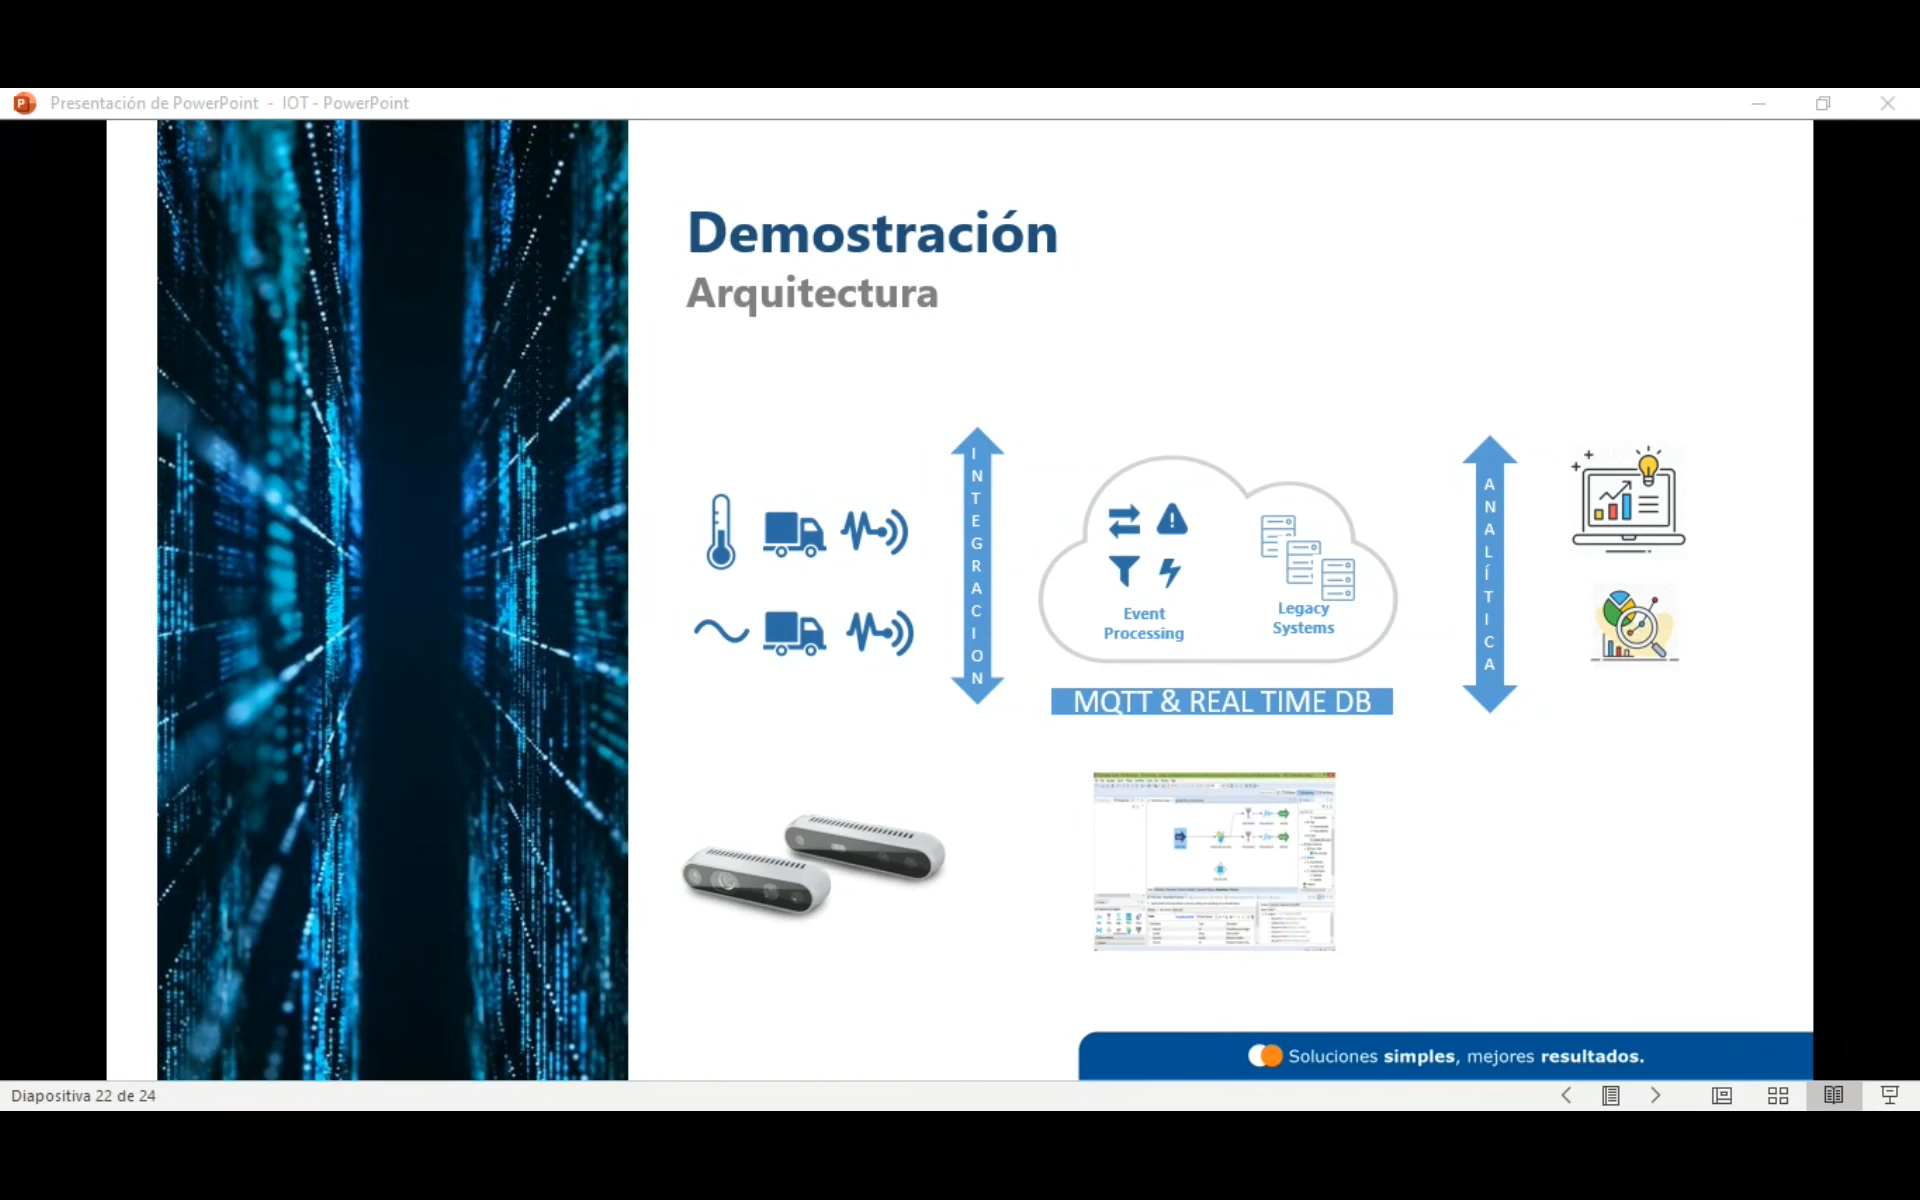 Presentación de PowerPoint - IOT - PowerPoint
Demostración
Arquitectura
INTEGRACION
Event
Processing
Legacy
Systems
MQTT & REAL TIME DB
ANALÍTICA
Soluciones simples, mejores resultados.
Diapositiva 22 de 24